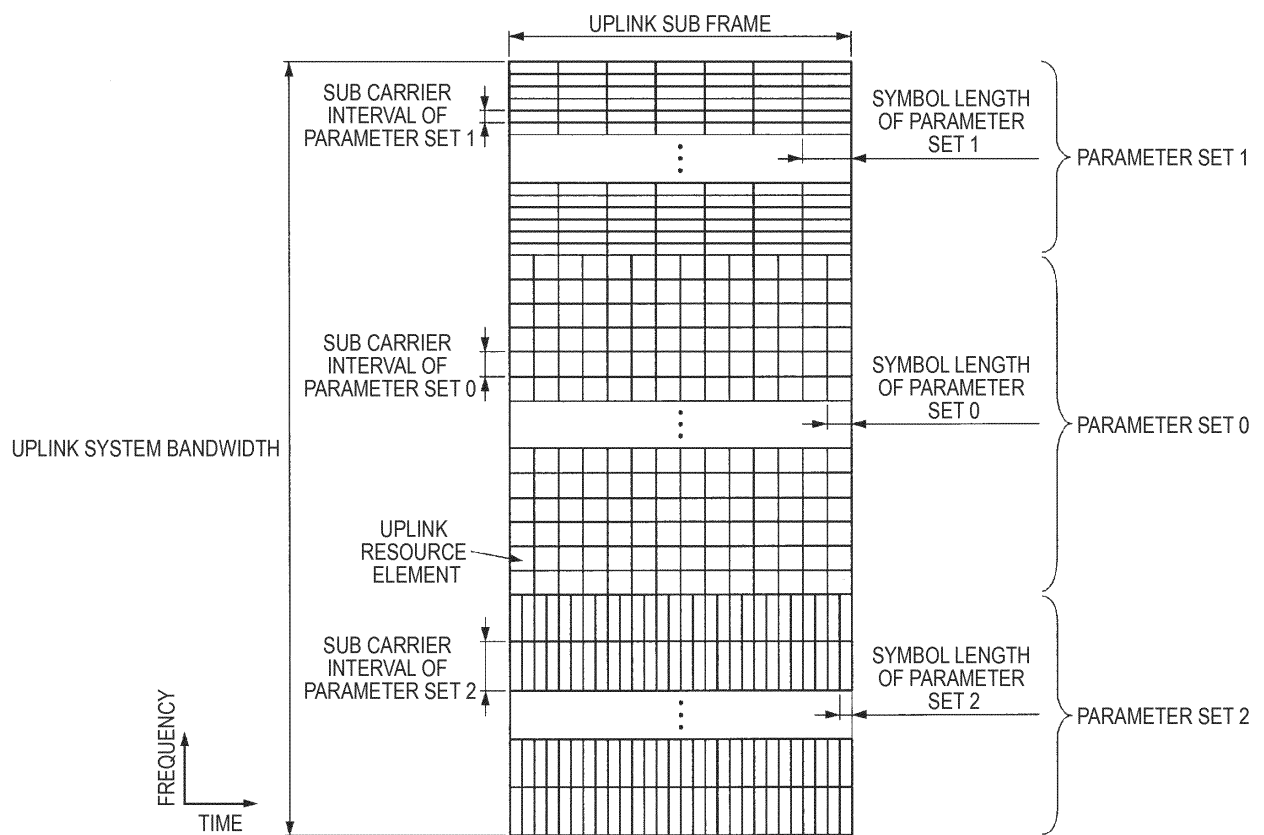 UPLINK SUB FRAME
SUB CARRIER
INTERVAL OF
PARAMETER SET 1
SYMBOL LENGTH
OF PARAMETER
SET 1
PARAMETER SET 1
SUB CARRIER
INTERVAL OF
PARAMETER SET 0
SYMBOL LENGTH
OF PARAMETER
SET 0
PARAMETER SET 0
UPLINK SYSTEM BANDWIDTH
UPLINK
RESOURCE
ELEMENT
SUB CARRIER
INTERVAL OF
PARAMETER SET 2
SYMBOL LENGTH
OF PARAMETER
SET 2
PARAMETER SET 2
FREQUENCY
TIME